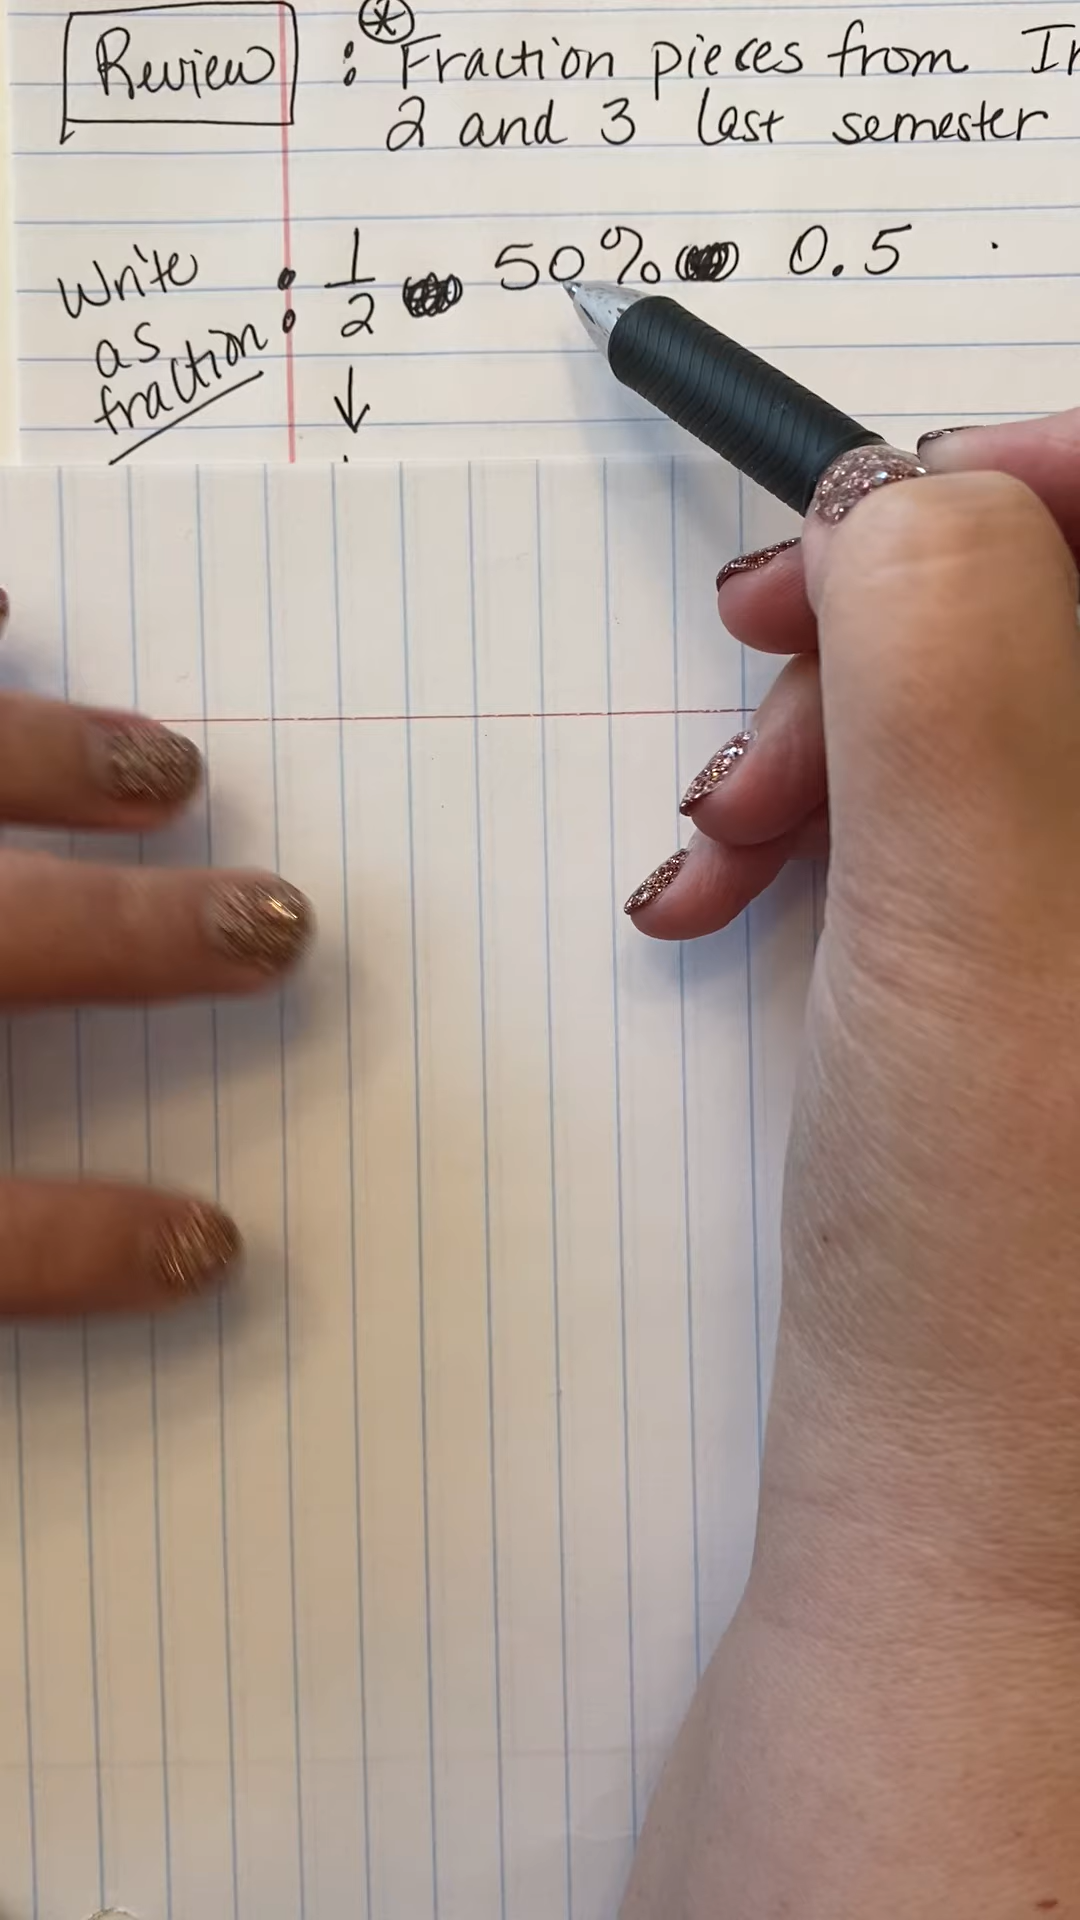 Review : * Fraction pieces from
2 and 3 last semester
Write as fraction : 1/2 50% 0.5
↓